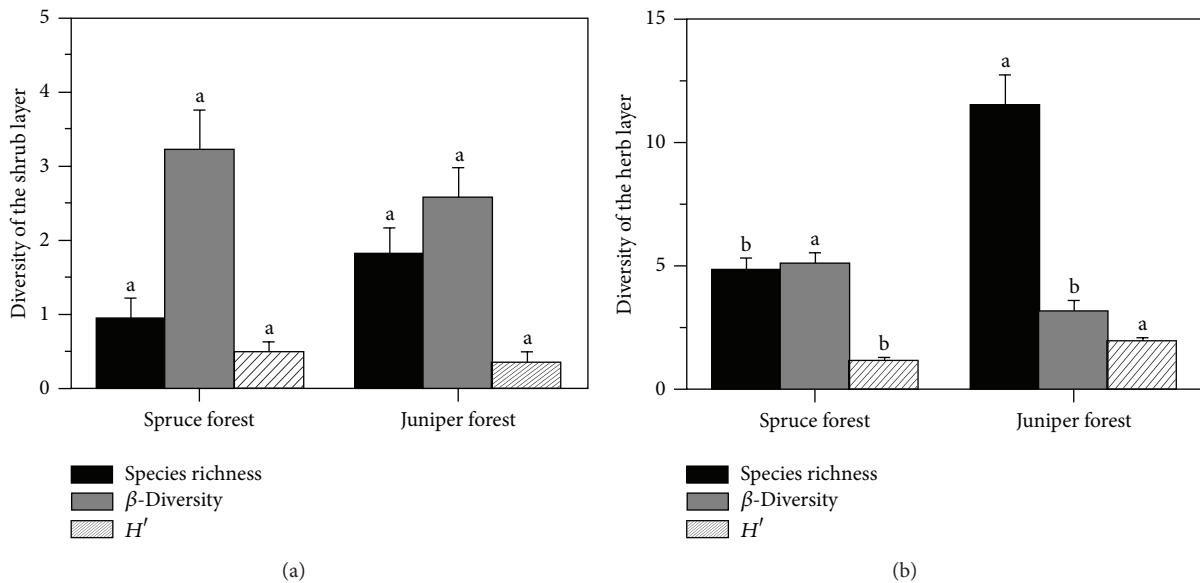 5
4
3
2
1
0
Diversity of the shrub layer
a
a
a
a
a
a
Spruce forest
Juniper forest
Species richness
β-Diversity
H′
(a)
15
10
5
0
Diversity of the herb layer
b
a
b
a
b
a
Spruce forest
Juniper forest
Species richness
β-Diversity
H′
(b)